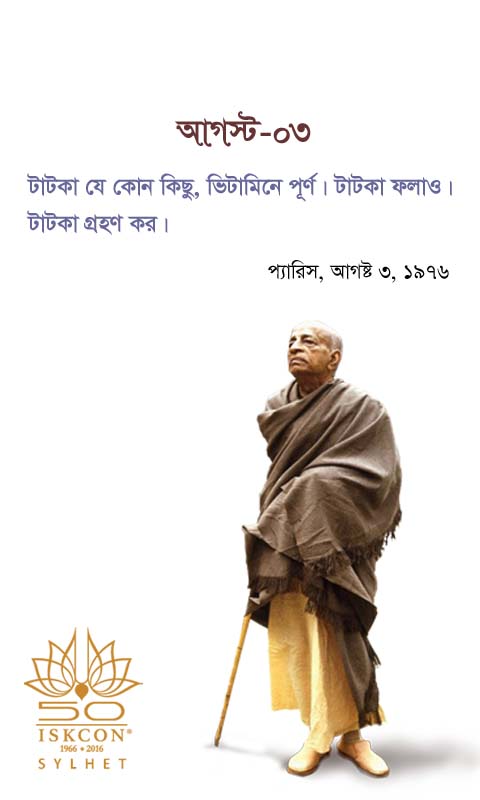 আগস্ট-০৩
টাটকা যে কোন কিছু, ভিটামিনে পূর্ণ। টাটকা ফলাও।
টাটকা গ্রহণ কর।
প্যারিস, আগষ্ট ৩, ১৯৭৬
50
ISKCON®
1966 • 2016
SYLHET